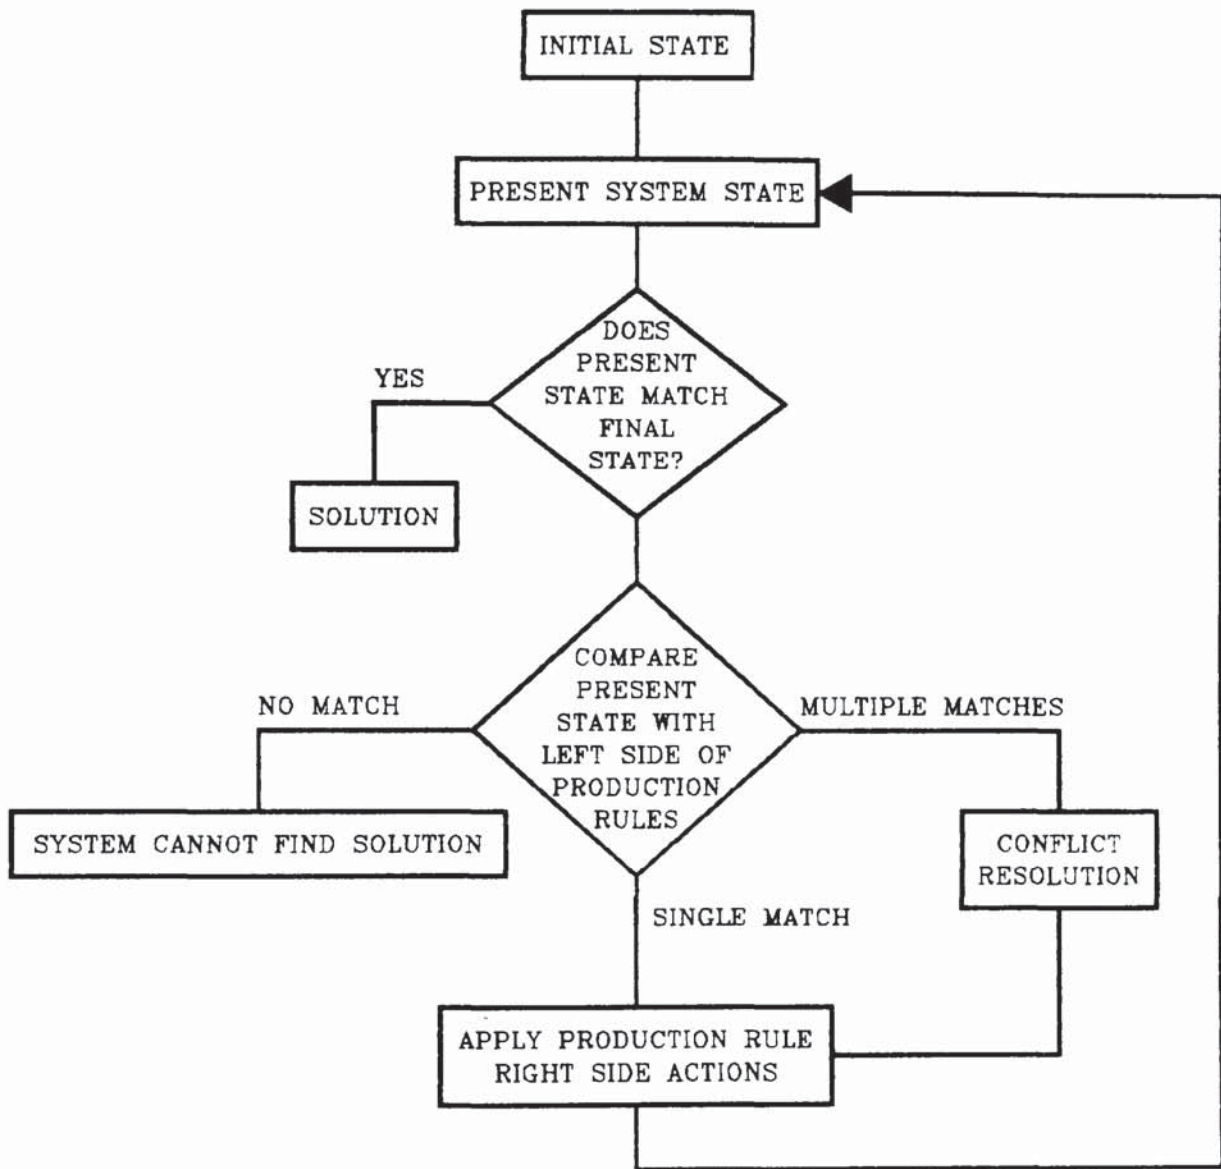 INITIAL STATE
PRESENT SYSTEM STATE
DOES
PRESENT
STATE MATCH
FINAL
STATE?
YES
SOLUTION
COMPARE
PRESENT
STATE WITH
LEFT SIDE OF
PRODUCTION
RULES
NO MATCH
MULTIPLE MATCHES
SYSTEM CANNOT FIND SOLUTION
CONFLICT
RESOLUTION
SINGLE MATCH
APPLY PRODUCTION RULE
RIGHT SIDE ACTIONS